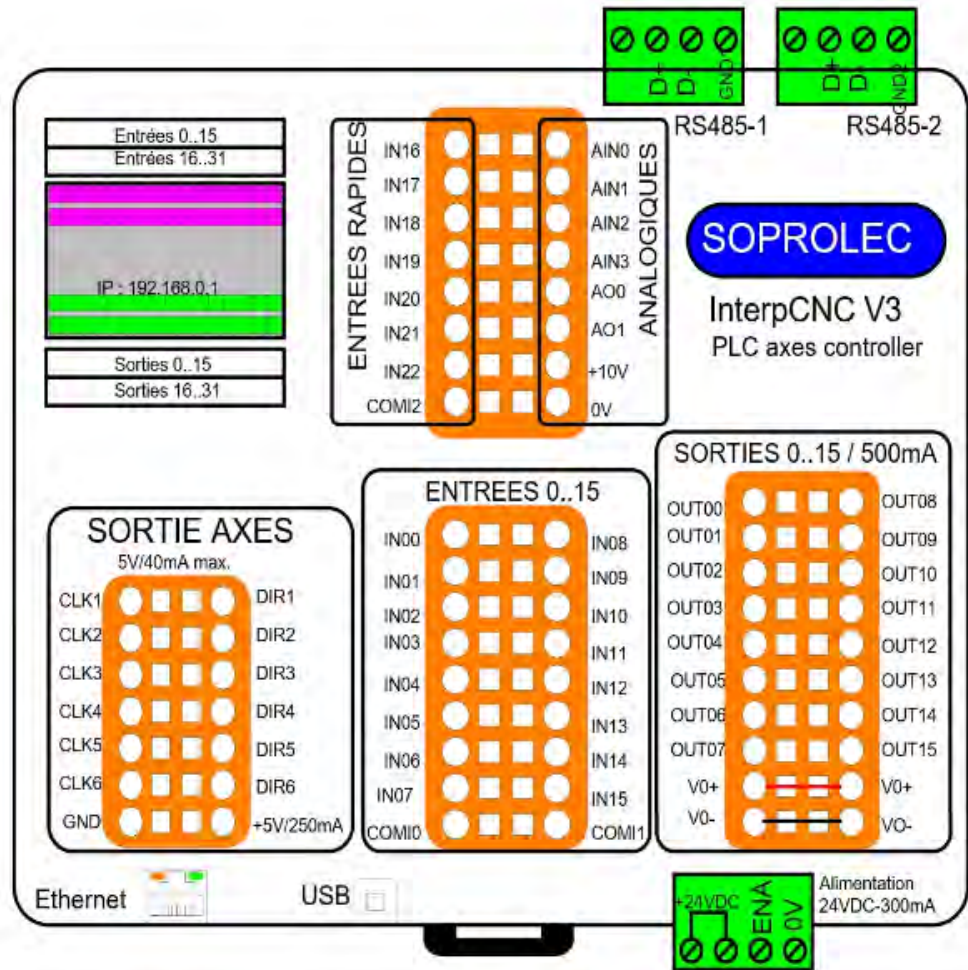 D+ D- GND1
D+ D- GND2
RS485-1
RS485-2
Entrées 0..15
Entrées 16..31
IP : 192.168.0.1
Sorties 0..15
Sorties 16..31
ENTREES RAPIDES
IN16
IN17
IN18
IN19
IN20
IN21
IN22
COMI2
AIN0
AIN1
AIN2
AIN3
AO0
AO1
+10V
0V
ANALOGIQUES
SOPROLEC
InterpCNC V3
PLC axes controller
SORTIE AXES
5V/40mA max.
CLK1 DIR1
CLK2 DIR2
CLK3 DIR3
CLK4 DIR4
CLK5 DIR5
CLK6 DIR6
GND +5V/250mA
ENTREES 0..15
IN00 IN08
IN01 IN09
IN02 IN10
IN03 IN11
IN04 IN12
IN05 IN13
IN06 IN14
IN07 IN15
COMI0 COMI1
SORTIES 0..15 / 500mA
OUT00 OUT08
OUT01 OUT09
OUT02 OUT10
OUT03 OUT11
OUT04 OUT12
OUT05 OUT13
OUT06 OUT14
OUT07 OUT15
V0+ V0+
V0- VO-
Ethernet
USB
+24VDC ENA 0V
Alimentation
24VDC-300mA